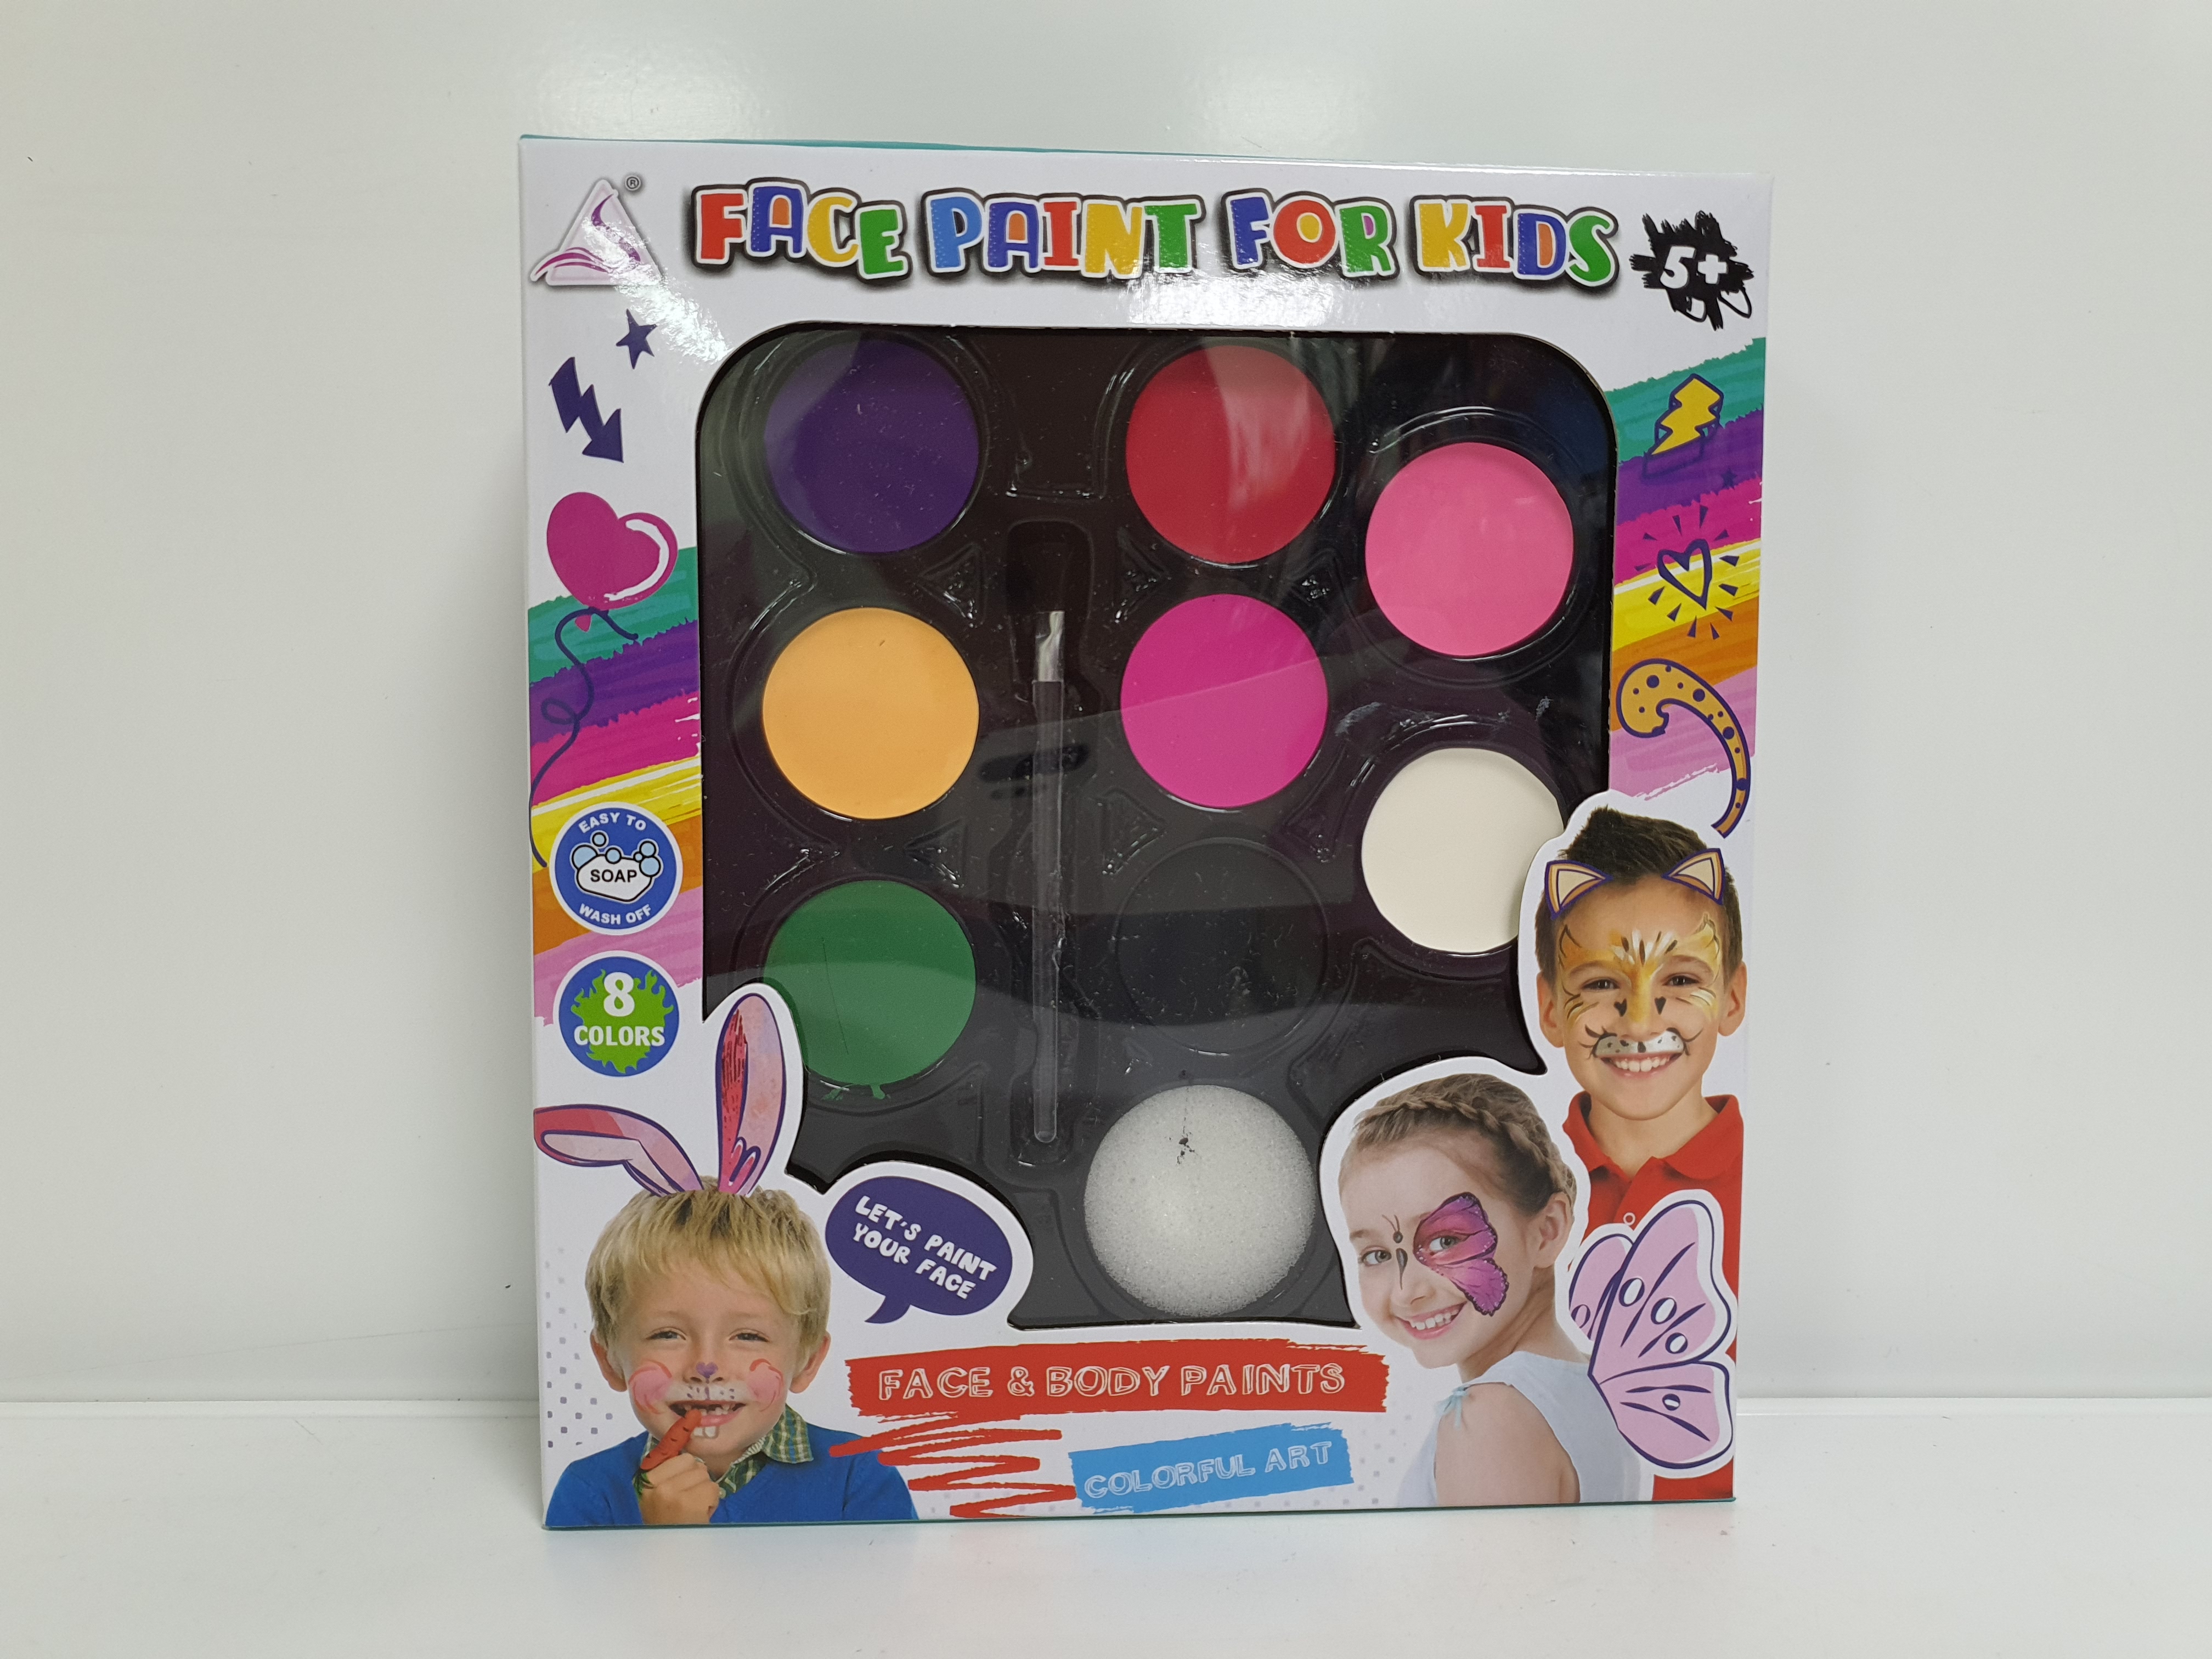 ®
FACE PAINT FOR KIDS
5+
EASY TO
SOAP
WASH OFF
8
COLORS
LET'S PAINT
YOUR FACE
FACE & BODY PAINTS
COLORFUL ART